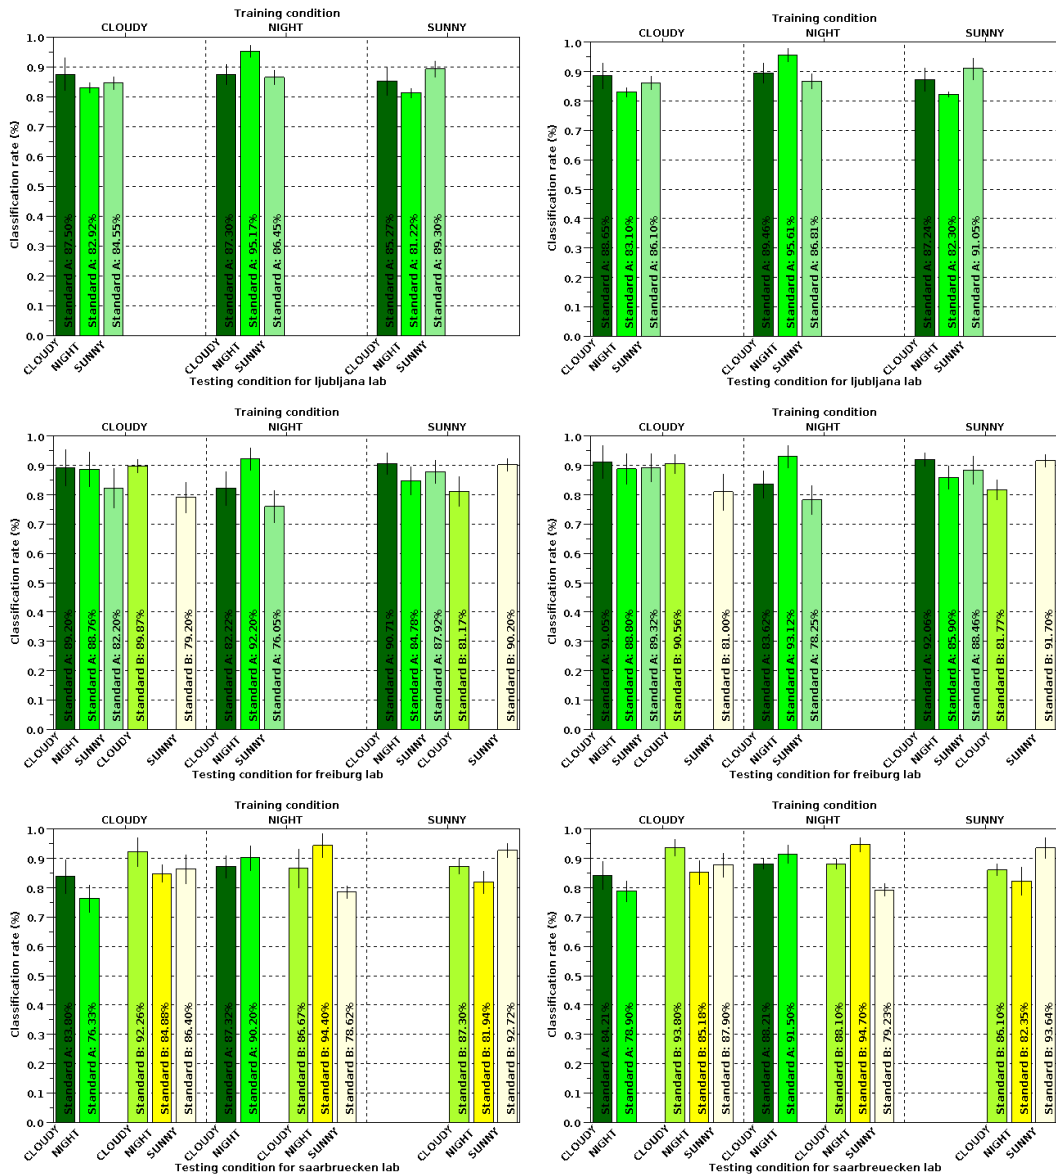 Training condition
CLOUDY NIGHT SUNNY
Classification rate (%)
1.0
0.9
0.8
0.7
0.6
0.5
0.4
0.3
0.2
0.1
0.0
Standard A: 87.50%
Standard A: 82.92%
Standard A: 84.55%
Standard A: 87.30%
Standard A: 95.17%
Standard A: 86.45%
Standard A: 85.27%
Standard A: 81.22%
Standard A: 89.30%
CLOUDY NIGHT SUNNY CLOUDY NIGHT SUNNY CLOUDY NIGHT SUNNY
Testing condition for ljubljana lab
Training condition
CLOUDY NIGHT SUNNY
Classification rate (%)
1.0
0.9
0.8
0.7
0.6
0.5
0.4
0.3
0.2
0.1
0.0
Standard A: 88.65%
Standard A: 83.10%
Standard A: 86.10%
Standard A: 89.46%
Standard A: 95.61%
Standard A: 86.81%
Standard A: 87.24%
Standard A: 82.30%
Standard A: 91.05%
CLOUDY NIGHT SUNNY CLOUDY NIGHT SUNNY CLOUDY NIGHT SUNNY
Testing condition for ljubljana lab
Training condition
CLOUDY NIGHT SUNNY
Classification rate (%)
1.0
0.9
0.8
0.7
0.6
0.5
0.4
0.3
0.2
0.1
0.0
Standard A: 89.20%
Standard A: 88.76%
Standard A: 82.20%
Standard B: 89.87%
Standard B: 79.20%
Standard A: 82.22%
Standard A: 92.20%
Standard A: 76.05%
Standard A: 90.71%
Standard A: 84.78%
Standard A: 87.92%
Standard B: 81.17%
Standard B: 90.20%
CLOUDY NIGHT SUNNY CLOUDY SUNNY CLOUDY NIGHT SUNNY CLOUDY NIGHT SUNNY CLOUDY SUNNY
Testing condition for freiburg lab
Training condition
CLOUDY NIGHT SUNNY
Classification rate (%)
1.0
0.9
0.8
0.7
0.6
0.5
0.4
0.3
0.2
0.1
0.0
Standard A: 91.05%
Standard A: 88.80%
Standard A: 89.32%
Standard B: 90.56%
Standard B: 81.00%
Standard A: 83.62%
Standard A: 93.12%
Standard A: 78.25%
Standard A: 92.06%
Standard A: 85.90%
Standard A: 88.46%
Standard B: 81.77%
Standard B: 91.70%
CLOUDY NIGHT SUNNY CLOUDY SUNNY CLOUDY NIGHT SUNNY CLOUDY NIGHT SUNNY CLOUDY SUNNY
Testing condition for freiburg lab
Training condition
CLOUDY NIGHT SUNNY
Classification rate (%)
1.0
0.9
0.8
0.7
0.6
0.5
0.4
0.3
0.2
0.1
0.0
Standard A: 83.80%
Standard A: 76.33%
Standard B: 92.26%
Standard B: 84.88%
Standard B: 86.40%
Standard A: 87.32%
Standard A: 90.20%
Standard B: 86.67%
Standard B: 94.40%
Standard B: 78.62%
Standard B: 87.30%
Standard B: 81.94%
Standard B: 92.72%
CLOUDY NIGHT CLOUDY NIGHT SUNNY CLOUDY NIGHT CLOUDY NIGHT SUNNY CLOUDY NIGHT SUNNY
Testing condition for saarbruecken lab
Training condition
CLOUDY NIGHT SUNNY
Classification rate (%)
1.0
0.9
0.8
0.7
0.6
0.5
0.4
0.3
0.2
0.1
0.0
Standard A: 84.21%
Standard A: 78.90%
Standard B: 93.80%
Standard B: 85.18%
Standard B: 87.90%
Standard A: 88.21%
Standard A: 91.50%
Standard B: 88.10%
Standard B: 94.70%
Standard B: 79.23%
Standard B: 86.10%
Standard B: 82.35%
Standard B: 93.64%
CLOUDY NIGHT CLOUDY NIGHT SUNNY CLOUDY NIGHT CLOUDY NIGHT SUNNY CLOUDY NIGHT SUNNY
Testing condition for saarbruecken lab